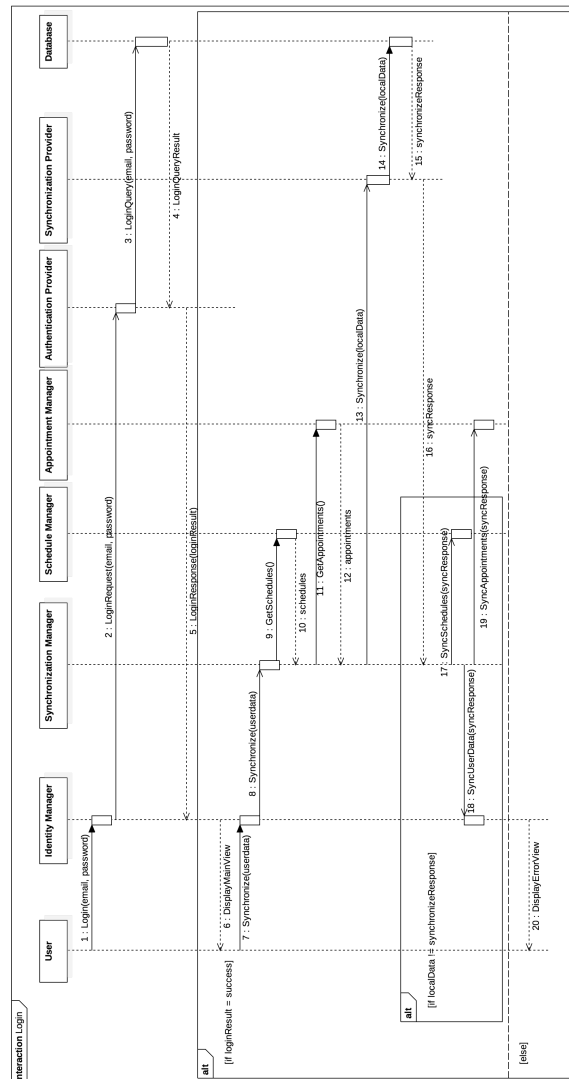 interaction Login
User
Identity Manager
Synchronization Manager
Schedule Manager
Appointment Manager
Authentication Provider
Synchronization Provider
Database
1 : Login(email, password)
2 : LoginRequest(email, password)
3 : LoginQuery(email, password)
4 : LoginQueryResult
5 : LoginResponse(loginResult)
alt
[if loginResult = success]
6 : DisplayMainView
7 : Synchronize(userdata)
8 : Synchronize(userdata)
9 : GetSchedules()
10 : schedules
11 : GetAppointments()
12 : appointments
13 : Synchronize(localData)
14 : Synchronize(localData)
15 : synchronizeResponse
16 : syncResponse
alt
[if localData != synchronizeResponse]
17 : SyncSchedules(syncResponse)
18 : SyncUserData(syncResponse)
19 : SyncAppointments(syncResponse)
[else]
20 : DisplayErrorView